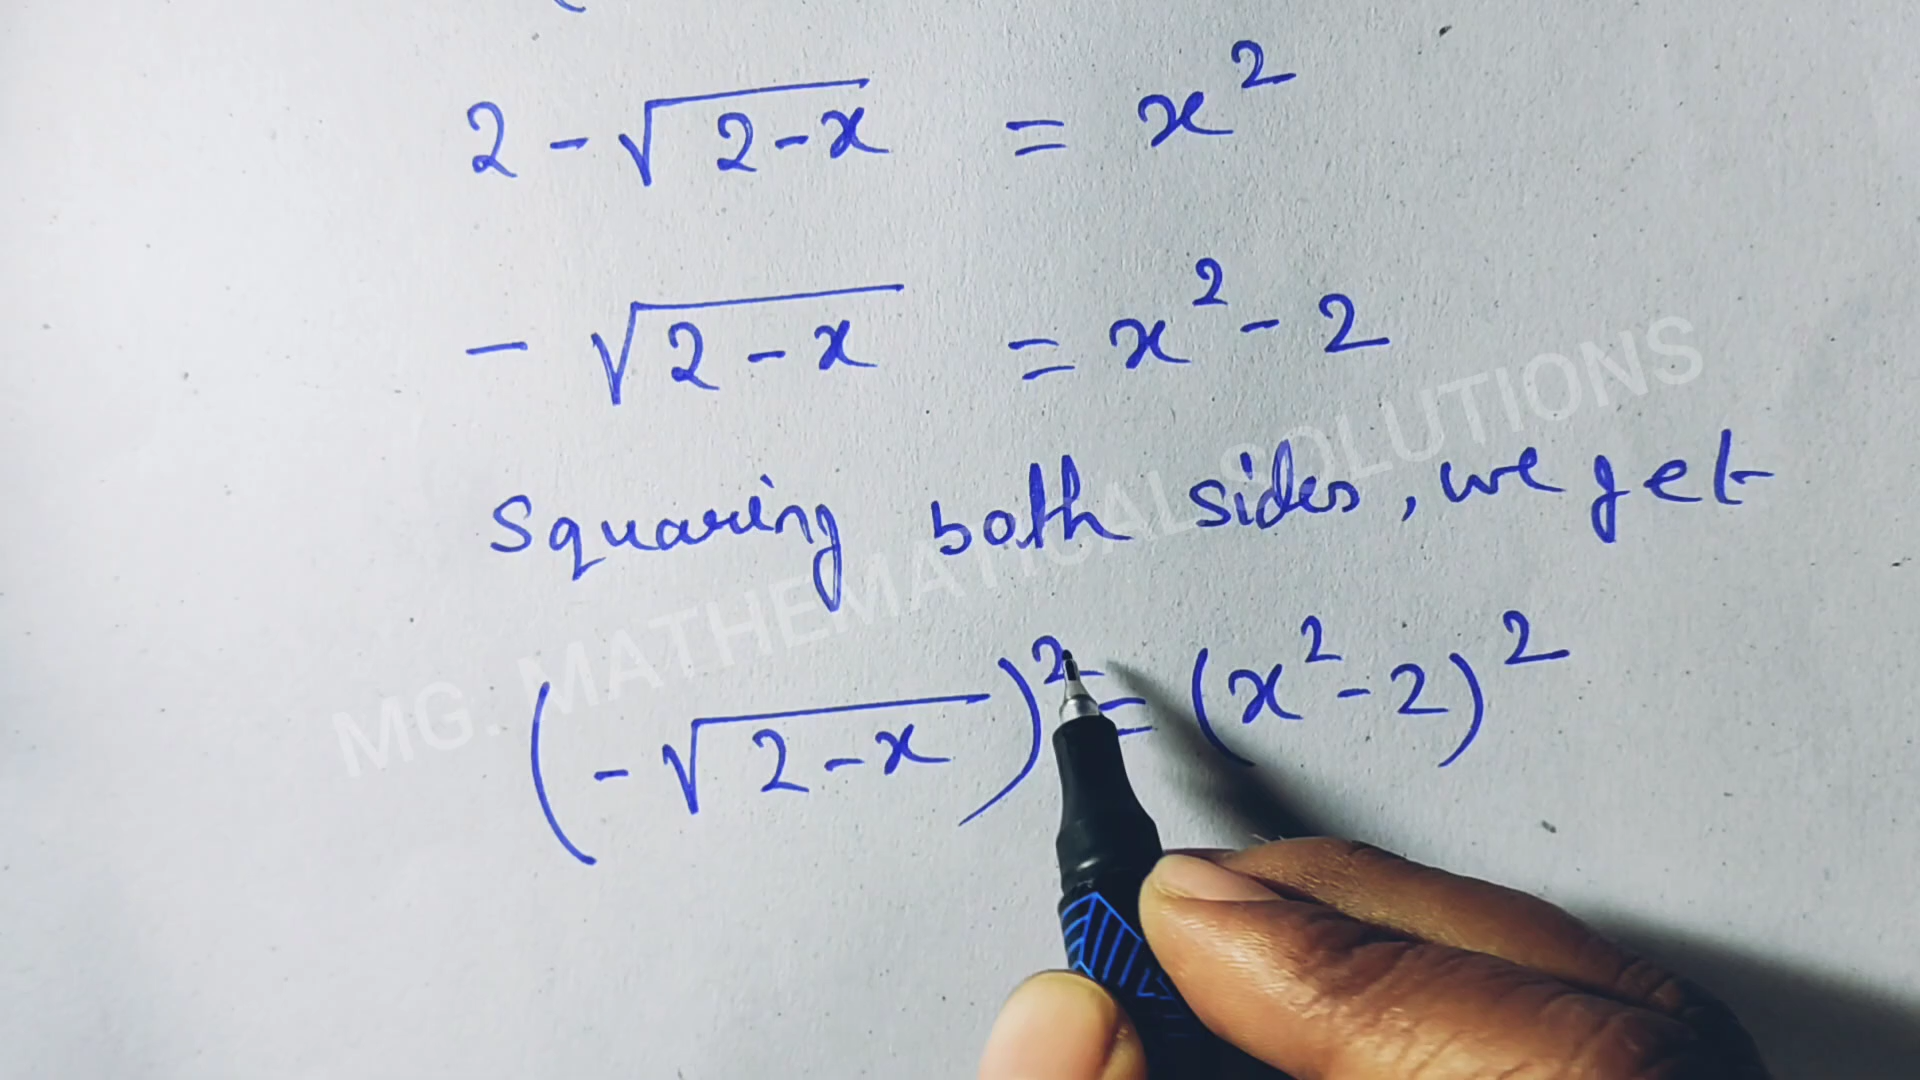 2 - √(2-x) = x²
- √(2-x) = x² - 2
Squaring both sides, we get
(-√(2-x))² = (x²-2)²
MG. MATHEMATICAL SOLUTIONS